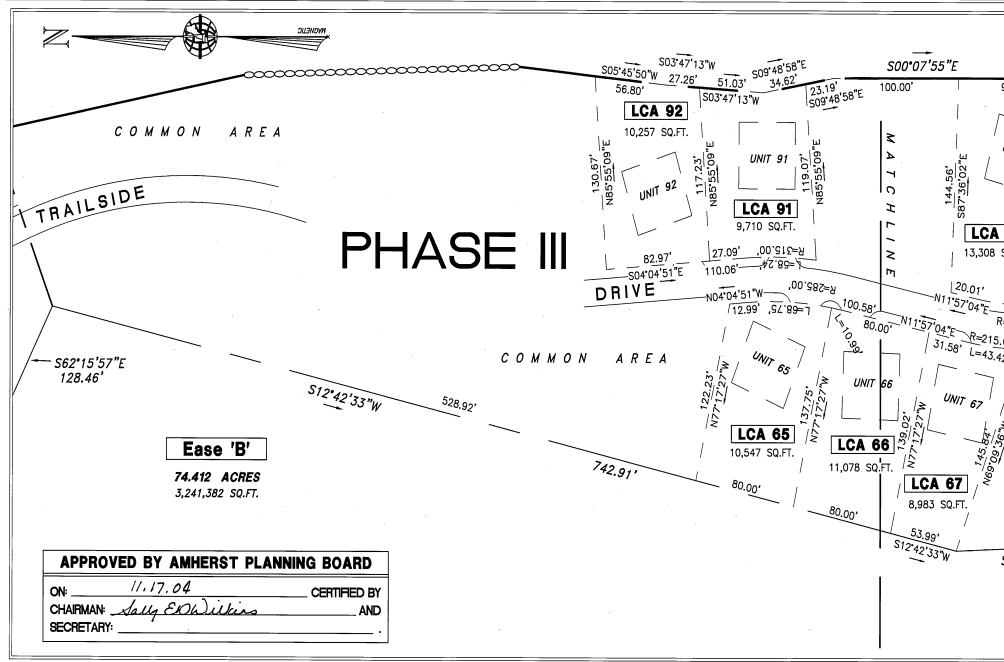 N
MAGNETIC
COMMON AREA
TRAILSIDE
PHASE III
S05°45'50"W
56.80'
S03°47'13"W
27.26'
51.03'
S03°47'13"W
S09°48'58"E
34.62'
23.19'
S09°48'58"E
S00°07'55"E
100.00'
LCA 92
10,257 SQ.FT.
130.67'
N85°55'09"E
UNIT 92
117.23'
N85°55'09"E
UNIT 91
119.07'
N85°55'09"E
LCA 91
9,710 SQ.FT.
MATCHLINE
144.56'
S87°36'02"E
LCA
13,308 S
82.97'
S04°04'51"E
27.09'
110.06'
R=315.00'
L=58.24'
DRIVE
N04°04'51"W
121.66'
R=285.00'
L=68.75'
100.58'
80.00'
L=10.99'
20.01'
N11°57'04"E
N11°57'04"E
31.58'
R=215.
L=43.42
COMMON AREA
UNIT 65
UNIT 66
UNIT 67
122.23'
N77°17'27"W
137.75'
N77°17'27"W
139.02'
N77°17'27"W
145.84'
N69°09'36"W
LCA 65
10,547 SQ.FT.
LCA 66
11,078 SQ.FT.
LCA 67
8,983 SQ.FT.
S62°15'57"E
128.46'
S12°42'33"W
528.92'
742.91'
80.00'
80.00'
53.99'
S12°42'33"W
Ease 'B'
74.412 ACRES
3,241,382 SQ.FT.
APPROVED BY AMHERST PLANNING BOARD
ON: 11.17.04 CERTIFIED BY
CHAIRMAN: Sally E Wilkins AND
SECRETARY: .